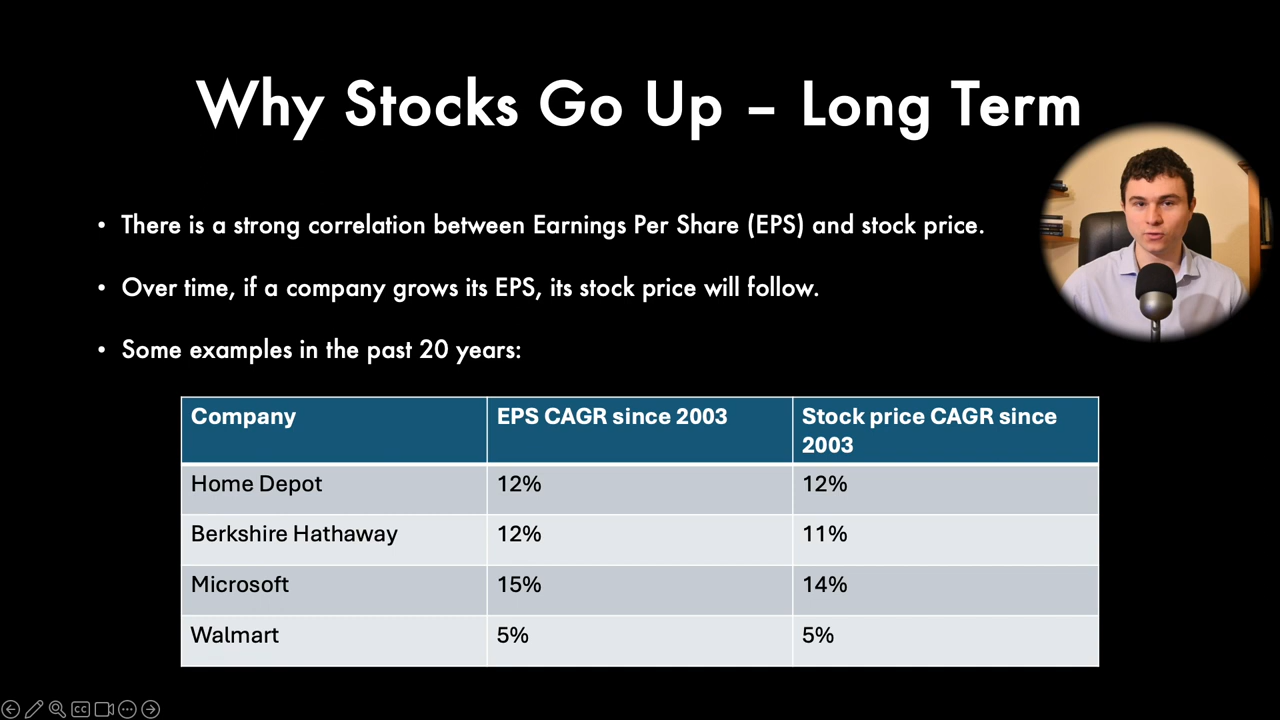 Why Stocks Go Up – Long Term
• There is a strong correlation between Earnings Per Share (EPS) and stock price.
• Over time, if a company grows its EPS, its stock price will follow.
• Some examples in the past 20 years:
Company EPS CAGR since 2003 Stock price CAGR since
2003
Home Depot 12% 12%
Berkshire Hathaway 12% 11%
Microsoft 15% 14%
Walmart 5% 5%
CC